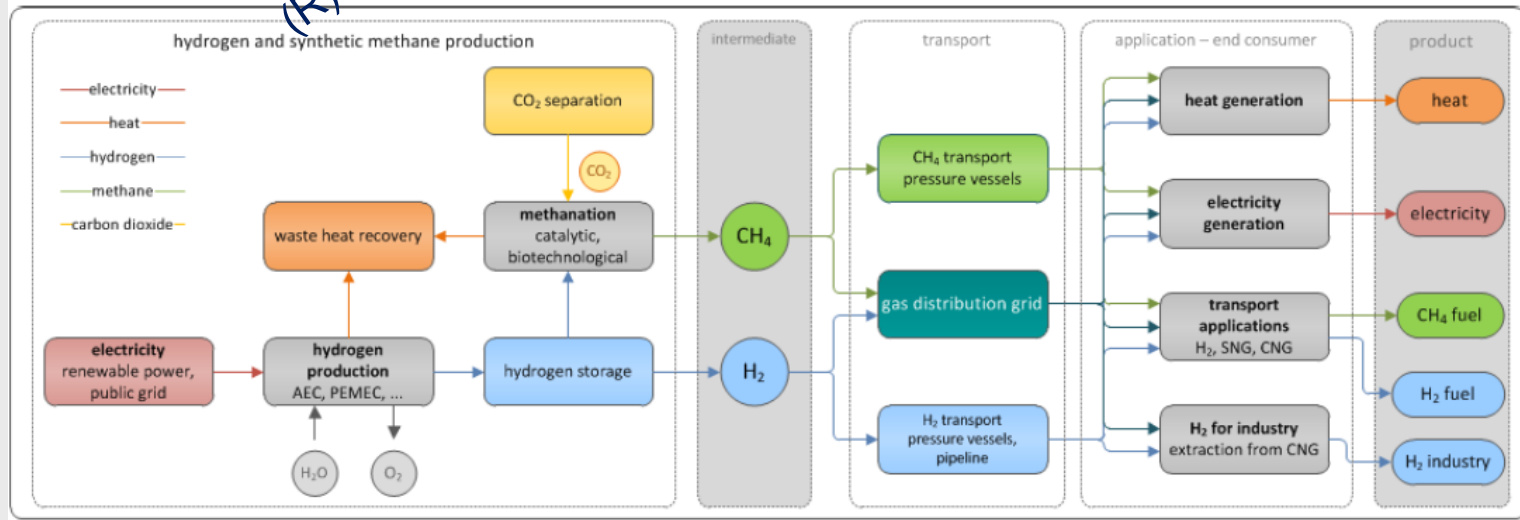 (R)
hydrogen and synthetic methane production
intermediate
transport
application – end consumer
product
electricity
heat
hydrogen
methane
carbon dioxide
CO₂ separation
CO₂
waste heat recovery
methanation
catalytic,
biotechnological
electricity
renewable power,
public grid
hydrogen
production
AEC, PEMEC, ...
hydrogen storage
H₂O
O₂
CH₄
H₂
CH₄ transport
pressure vessels
gas distribution grid
H₂ transport
pressure vessels,
pipeline
heat generation
electricity
generation
transport
applications
H₂, SNG, CNG
H₂ for industry
extraction from CNG
heat
electricity
CH₄ fuel
H₂ fuel
H₂ industry